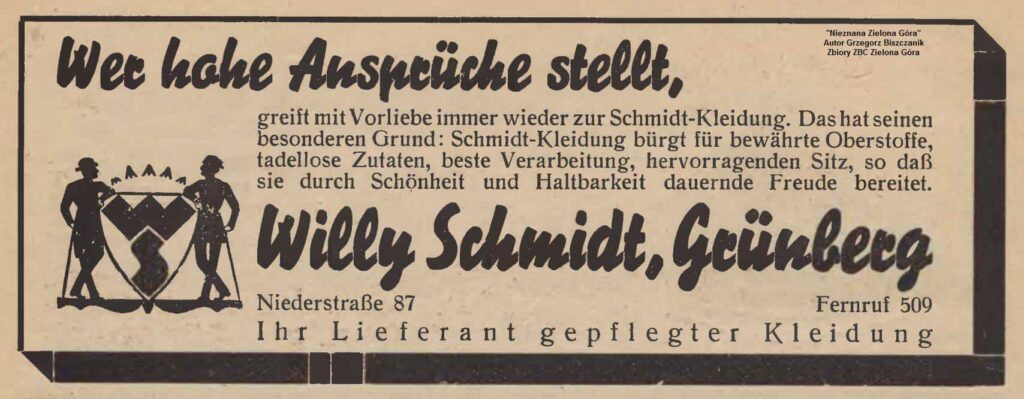 "Nieznana Zielona Góra"
Autor Grzegorz Biszczanik
Zbiory ZBC Zielona Góra
Wer hohe Ansprüche stellt,
greift mit Vorliebe immer wieder zur Schmidt-Kleidung. Das hat seinen
besonderen Grund: Schmidt-Kleidung bürgt für bewährte Oberstoffe,
tadellose Zutaten, beste Verarbeitung, hervorragenden Sitz, so daß
sie durch Schönheit und Haltbarkeit dauernde Freude bereitet.
Willy Schmidt, Grünberg
Niederstraße 87 Fernruf 509
Ihr Lieferant gepflegter Kleidung